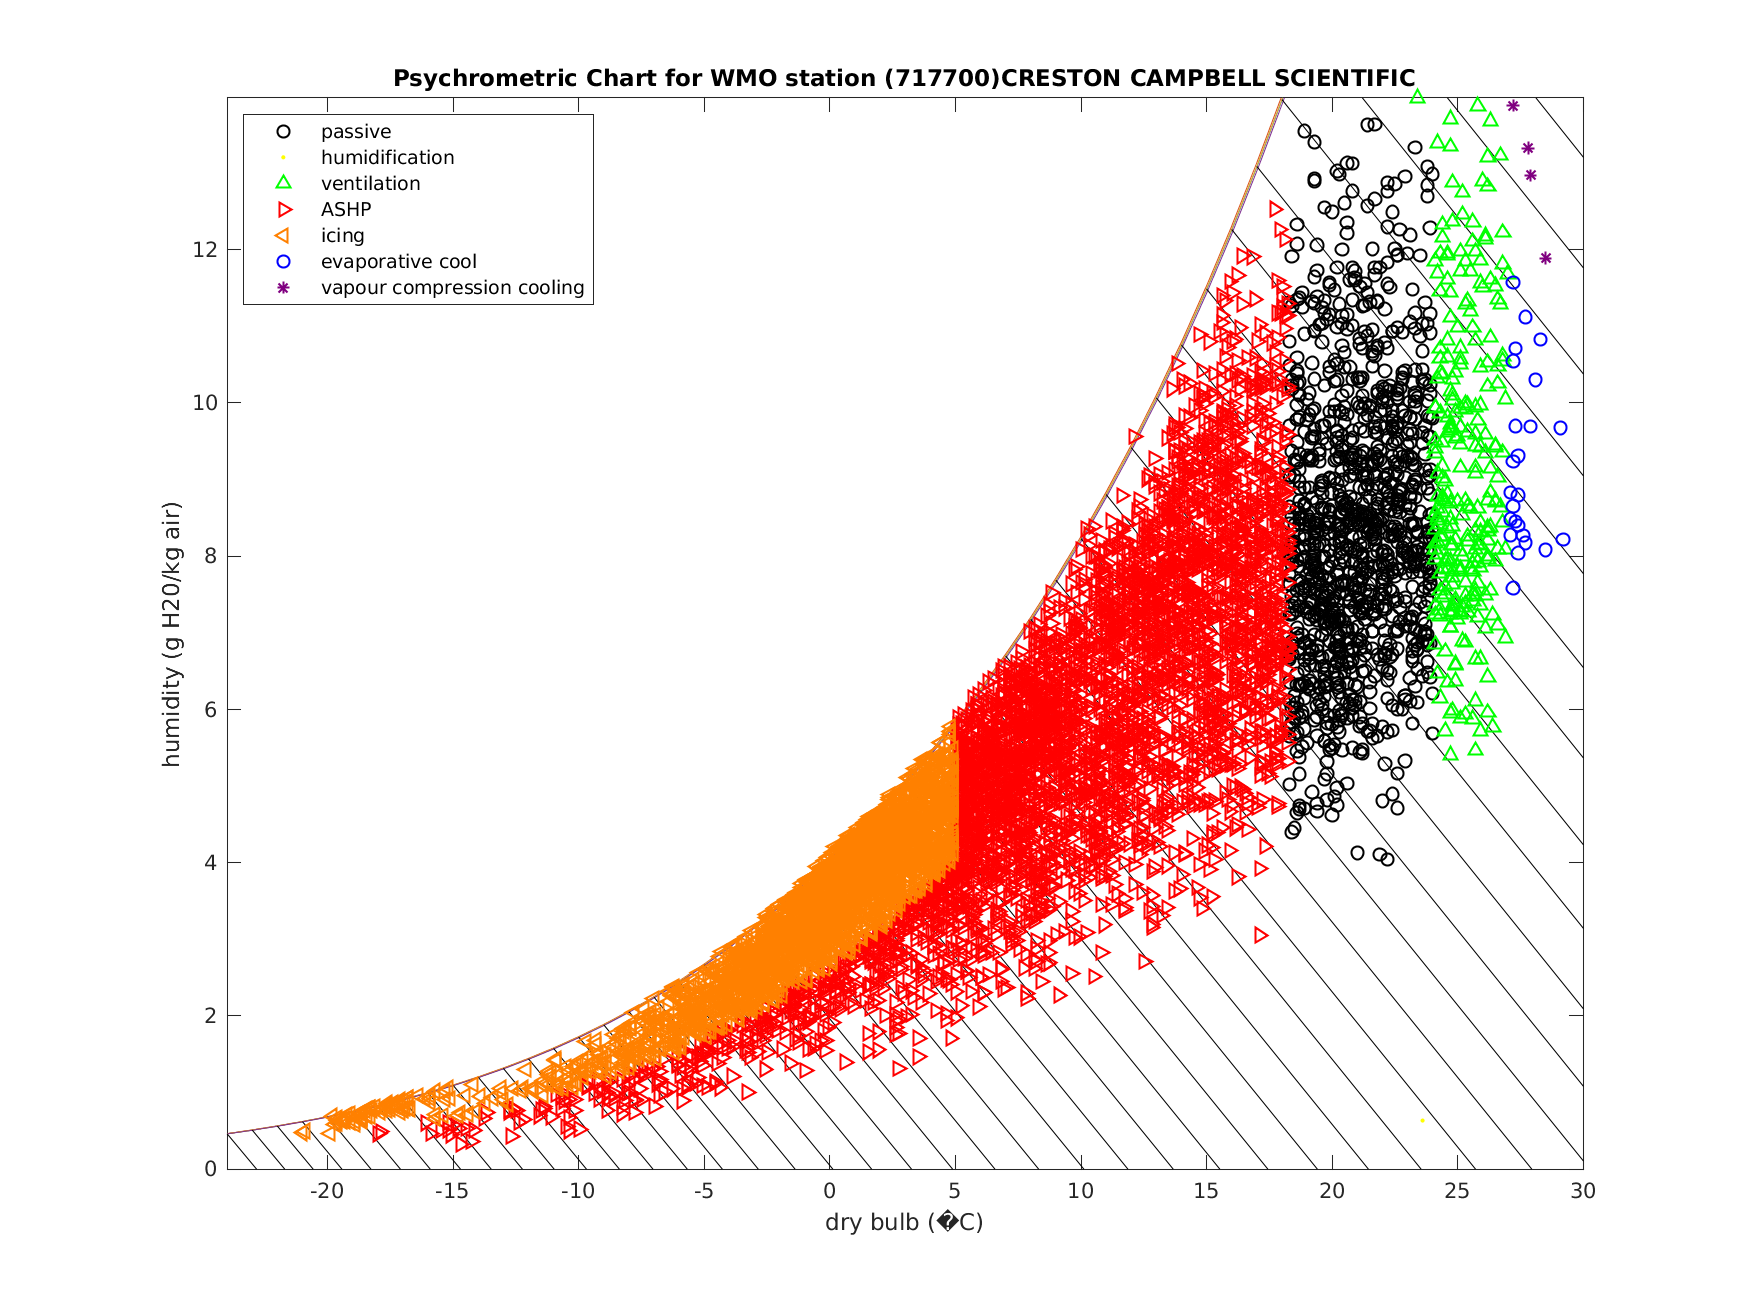 Psychrometric Chart for WMO station (717700)CRESTON CAMPBELL SCIENTIFIC
passive
humidification
ventilation
ASHP
icing
evaporative cool
vapour compression cooling
humidity (g H20/kg air)
12
10
8
6
4
2
0
-20 -15 -10 -5 0 5 10 15 20 25 30
dry bulb (�C)